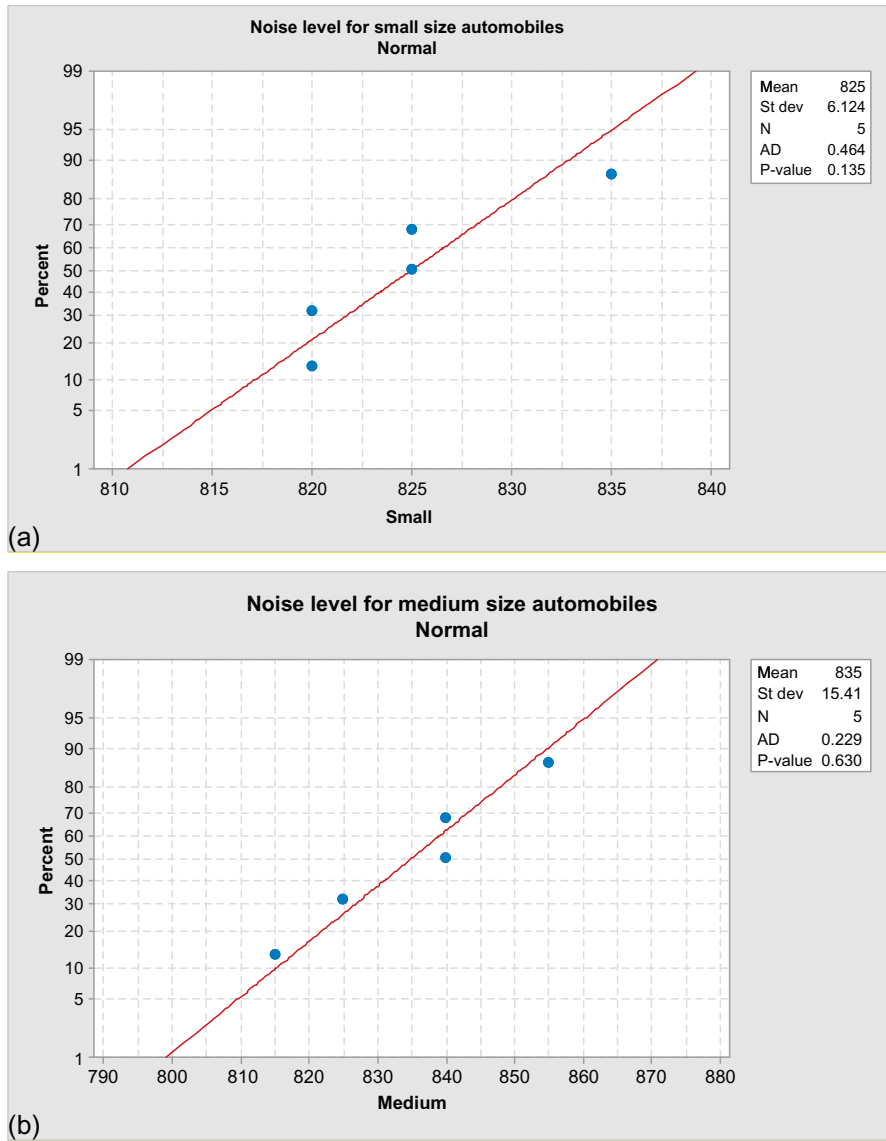 Noise level for small size automobiles
Normal
99
95
90
80
70
60
50
40
30
20
10
5
1
Percent
810 815 820 825 830 835 840
Small
Mean 825
St dev 6.124
N 5
AD 0.464
P-value 0.135
(a)
Noise level for medium size automobiles
Normal
99
95
90
80
70
60
50
40
30
20
10
5
1
Percent
790 800 810 820 830 840 850 860 870 880
Medium
Mean 835
St dev 15.41
N 5
AD 0.229
P-value 0.630
(b)